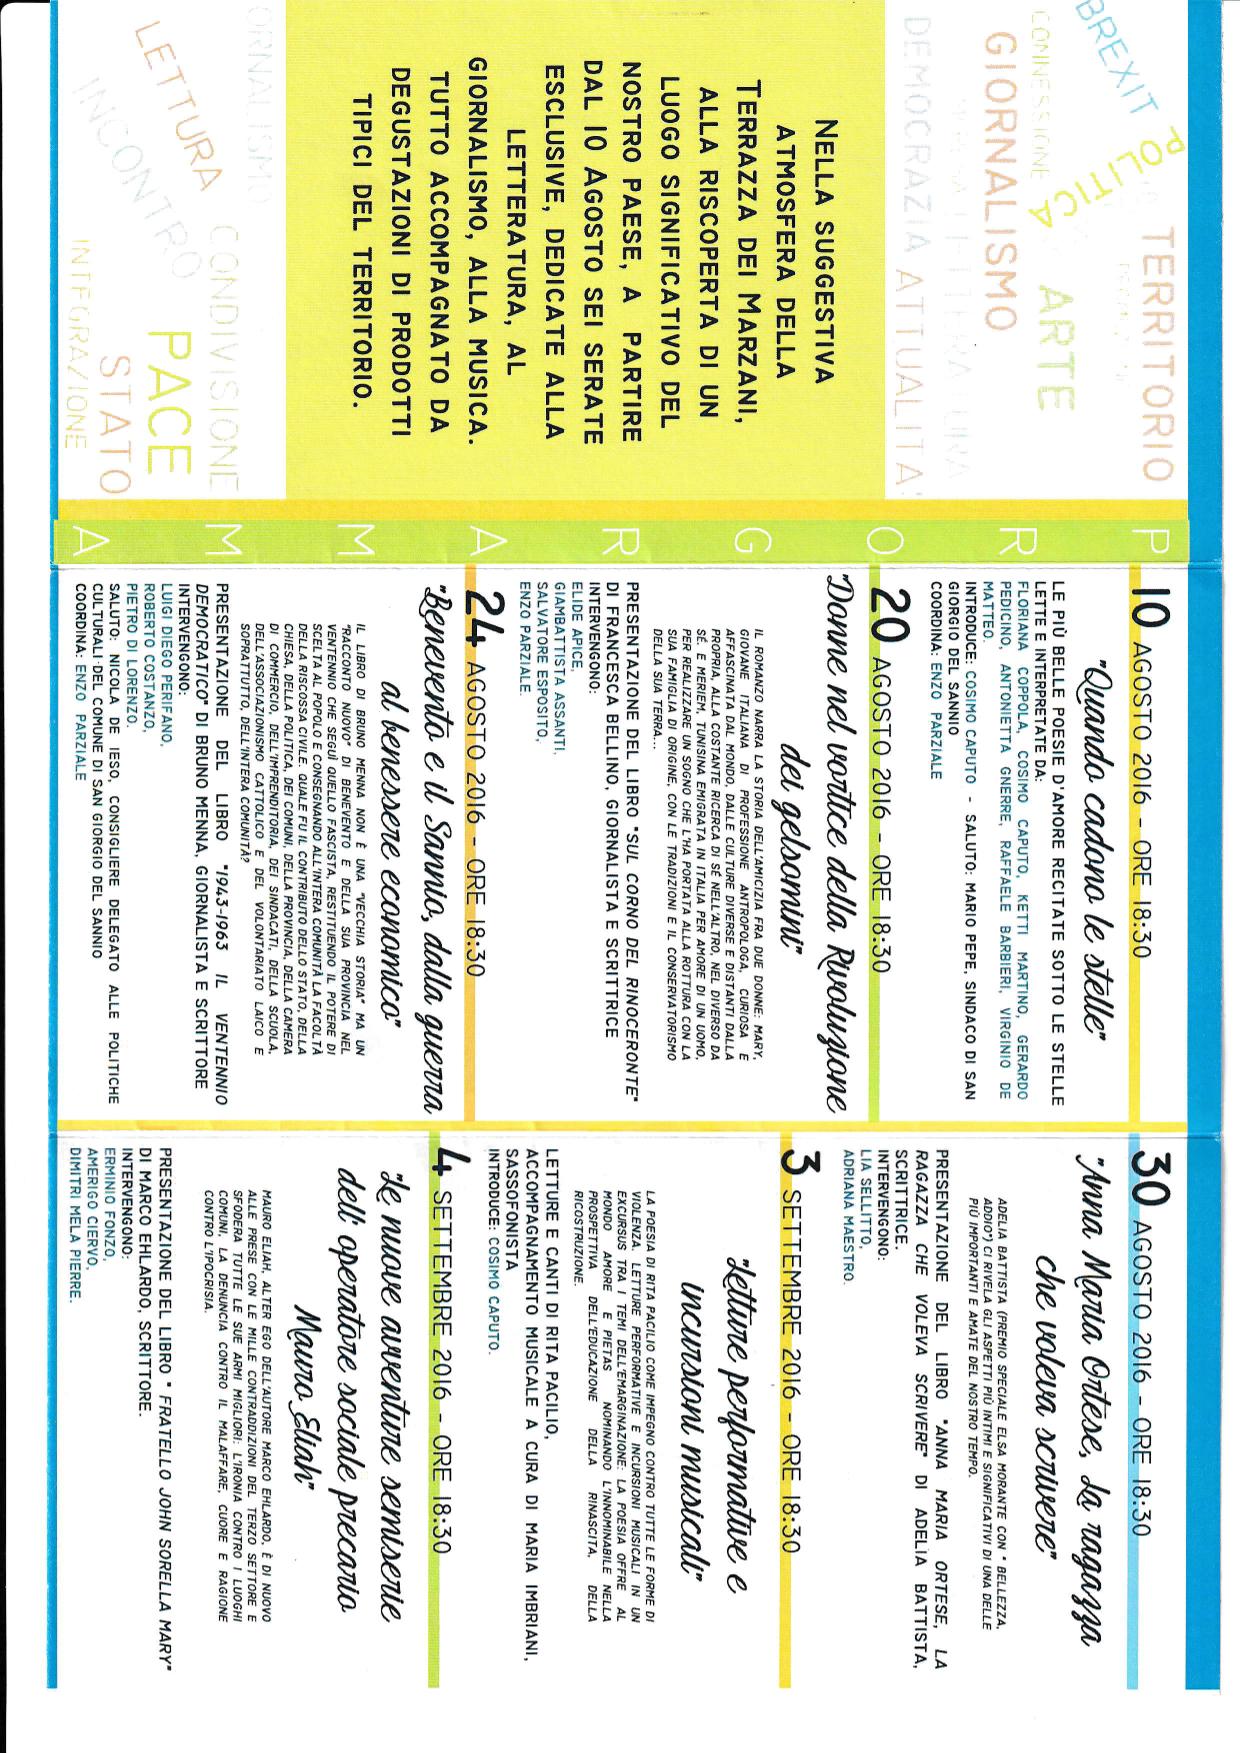 BREXIT
POLITICA
TERRITORIO
PROMOZIONE
ARTE
CONNESSIONE
GIORNALISMO
LETTERATURA
DEMOCRAZIA
ATTUALITA'
NELLA SUGGESTIVA
ATMOSFERA DELLA
TERRAZZA DEI MARZANI,
ALLA RISCOPERTA DI UN
LUOGO SIGNIFICATIVO DEL
NOSTRO PAESE, A PARTIRE
DAL 10 AGOSTO SEI SERATE
ESCLUSIVE, DEDICATE ALLA
LETTERATURA, AL
GIORNALISMO, ALLA MUSICA.
TUTTO ACCOMPAGNATO DA
DEGUSTAZIONI DI PRODOTTI
TIPICI DEL TERRITORIO.
ORNALISMO
CONDIVISIONE
LETTURA
INCONTRO
PACE
STATO
INTEGRAZIONE
PROGRAMMA
10 AGOSTO 2016 - ORE 18:30
"Quando cadono le stelle"
LE PIÙ BELLE POESIE D'AMORE RECITATE SOTTO LE STELLE
LETTE E INTERPRETATE DA:
FLORIANA COPPOLA, COSIMO CAPUTO, KETTI MARTINO, GERARDO
PEDICINO, ANTONIETTA GNERRE, RAFFAELE BARBIERI, VIRGINIO DE
MATTEO.
INTRODUCE: COSIMO CAPUTO - SALUTO: MARIO PEPE, SINDACO DI SAN
GIORGIO DEL SANNIO
COORDINA: ENZO PARZIALE
20 AGOSTO 2016 - ORE 18:30
"Donne nel vortice della Rivoluzione
dei gelsomini"
IL ROMANZO NARRA LA STORIA DELL'AMICIZIA FRA DUE DONNE: MARY,
GIOVANE ITALIANA DI PROFESSIONE ANTROPOLOGA, CURIOSA E
AFFASCINATA DAL MONDO, DALLE CULTURE DIVERSE E DISTANTI DALLA
PROPRIA, ALLA COSTANTE RICERCA DI SÉ NELL'ALTRO, NEL DIVERSO DA
SÉ. E MERIEM, TUNISINA EMIGRATA IN ITALIA PER AMORE DI UN UOMO,
PER REALIZZARE UN SOGNO CHE L'HA PORTATA ALLA ROTTURA CON LA
SUA FAMIGLIA DI ORIGINE, CON LE TRADIZIONI E IL CONSERVATORISMO
DELLA SUA TERRA...
PRESENTAZIONE DEL LIBRO "SUL CORNO DEL RINOCERONTE"
DI FRANCESCA BELLINO, GIORNALISTA E SCRITTRICE
INTERVENGONO:
ELIDE APICE,
GIAMBATTISTA ASSANTI,
SALVATORE ESPOSITO,
ENZO PARZIALE.
24 AGOSTO 2016 - ORE 18:30
"Benevento e il Sannio, dalla guerra
al benessere economico"
IL LIBRO DI BRUNO MENNA NON È UNA "VECCHIA STORIA" MA UN
"RACCONTO NUOVO" DI BENEVENTO E DELLA SUA PROVINCIA NEL
VENTENNIO CHE SEGUÌ QUELLO FASCISTA, RESTITUENDO IL POTERE DI
SCELTA AL POPOLO E CONSEGNANDO ALL'INTERA COMUNITÀ LA FACOLTÀ
DELLA RISCOSSA CIVILE. QUALE FU IL CONTRIBUTO DELLO STATO, DELLA
CHIESA, DELLA POLITICA, DEI COMUNI, DELLA PROVINCIA, DELLA CAMERA
DI COMMERCIO, DELL'IMPRENDITORIA, DEI SINDACATI, DELLA SCUOLA,
DELL'ASSOCIAZIONISMO CATTOLICO E DEL VOLONTARIATO LAICO E
SOPRATTUTTO, DELL'INTERA COMUNITÀ?
PRESENTAZIONE DEL LIBRO "1943-1963 IL VENTENNIO
DEMOCRATICO" DI BRUNO MENNA, GIORNALISTA E SCRITTORE
INTERVENGONO:
LUIGI DIEGO PERIFANO,
ROBERTO COSTANZO,
PIETRO DI LORENZO.
SALUTO: NICOLA DE IESO, CONSIGLIERE DELEGATO ALLE POLITICHE
CULTURALI DEL COMUNE DI SAN GIORGIO DEL SANNIO
COORDINA: ENZO PARZIALE
30 AGOSTO 2016 - ORE 18:30
"Anna Maria Ortese, la ragazza
che voleva scrivere"
ADELIA BATTISTA (PREMIO SPECIALE ELSA MORANTE CON " BELLEZZA,
ADDIO") CI RIVELA GLI ASPETTI PIÙ INTIMI E SIGNIFICATIVI DI UNA DELLE
PIÙ IMPORTANTI E AMATE DEL NOSTRO TEMPO.
PRESENTAZIONE DEL LIBRO "ANNA MARIA ORTESE, LA
RAGAZZA CHE VOLEVA SCRIVERE" DI ADELIA BATTISTA,
SCRITTRICE.
INTERVENGONO:
LIA SELLITTO,
ADRIANA MAESTRO.
3 SETTEMBRE 2016 - ORE 18:30
"Letture performative e
incursioni musicali"
LA POESIA DI RITA PACILIO COME IMPEGNO CONTRO TUTTE LE FORME DI
VIOLENZA. LETTURE PERFORMATIVE E INCURSIONI MUSICALI IN UN
EXCURSUS TRA I TEMI DELL'EMARGINAZIONE: LA POESIA OFFRE AL
MONDO AMORE E PIETAS NOMINANDO L'INNOMINABILE NELLA
PROSPETTIVA DELL'EDUCAZIONE DELLA RINASCITA, DELLA
RICOSTRUZIONE.
LETTURE E CANTI DI RITA PACILIO,
ACCOMPAGNAMENTO MUSICALE A CURA DI MARIA IMBRIANI,
SASSOFONISTA
INTRODUCE: COSIMO CAPUTO.
4 SETTEMBRE 2016 - ORE 18:30
"Le nuove avventure semiserie
dell' operatore sociale precario
Mauro Eliah"
MAURO ELIAH, ALTER EGO DELL'AUTORE MARCO EHLARDO, È DI NUOVO
ALLE PRESE CON LE MILLE CONTRADDIZIONI DEL TERZO SETTORE E
SFODERA TUTTE LE SUE ARMI MIGLIORI: L'IRONIA CONTRO I LUOGHI
COMUNI, LA DENUNCIA CONTRO IL MALAFFARE, CUORE E RAGIONE
CONTRO L'IPOCRISIA.
PRESENTAZIONE DEL LIBRO " FRATELLO JOHN SORELLA MARY"
DI MARCO EHLARDO, SCRITTORE.
INTERVENGONO:
ERMINIO FONZO,
AMERIGO CIERVO,
DIMITRI MELA PIERRE.